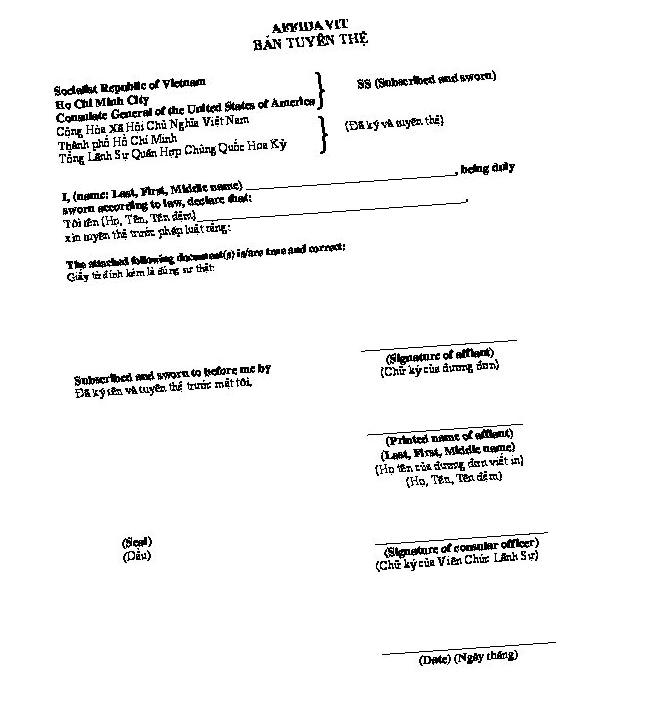 AFFIDAVIT
BẢN TUYÊN THỆ
Socialist Republic of Vietnam
Ho Chi Minh City
Consulate General of the United States of America
SS (Subscribed and sworn)
Cộng Hòa Xã Hội Chủ Nghĩa Việt Nam
Thành phố Hồ Chí Minh
Tổng Lãnh Sự Quán Hợp Chủng Quốc Hoa Kỳ
(Đã ký và tuyên thệ)
I, (name: Last, First, Middle name) ________________, being duly
sworn according to law, declare that:
Tôi tên (Họ, Tên, Tên đệm)________________,
xin tuyên thệ trước pháp luật rằng:
The attached following document(s) is/are true and correct:
Giấy tờ đính kèm là đúng sự thật:
(Signature of affiant)
(Chữ ký của đương đơn)
Subscribed and sworn to before me by
Đã ký tên và tuyên thệ trước mặt tôi,
(Printed name of affiant)
(Last, First, Middle name)
(Họ tên của đương đơn viết in)
(Họ, Tên, Tên đệm)
(Seal)
(Dấu)
(Signature of consular officer)
(Chữ ký của Viên Chức Lãnh Sự)
(Date) (Ngày tháng)